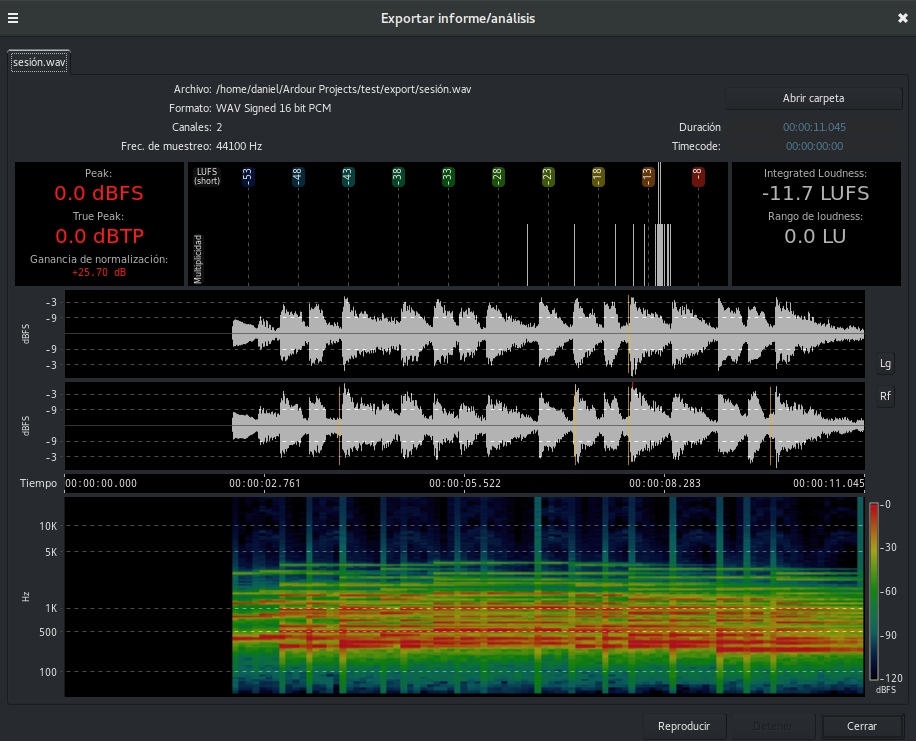 Exportar informe/análisis
sesión.wav
Archivo: /home/daniel/Ardour Projects/test/export/sesión.wav
Formato: WAV Signed 16 bit PCM
Canales: 2
Frec. de muestreo: 44100 Hz
Abrir carpeta
Duración 00:00:11.045
Timecode: 00:00:00:00
Peak:
0.0 dBFS
True Peak:
0.0 dBTP
Ganancia de normalización:
+25.70 dB
LUFS
(short)
-53 -48 -43 -38 -33 -28 -23 -18 -13 -8
Multiplicidad
Integrated Loudness:
-11.7 LUFS
Rango de loudness:
0.0 LU
dBFS
-3
-9
-9
-3
Lg
dBFS
-3
-9
-9
-3
Rf
Tiempo 00:00:00.000 00:00:02.761 00:00:05.522 00:00:08.283 00:00:11.045
Hz
10K
5K
1K
500
100
-0
-30
-60
-90
-120
dBFS
Reproducir Detener Cerrar